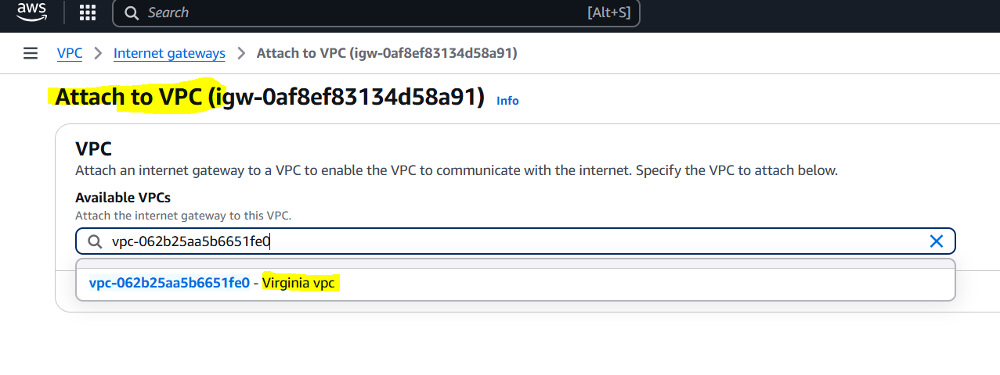 aws
Search [Alt+S]
VPC > Internet gateways > Attach to VPC (igw-0af8ef83134d58a91)
Attach to VPC (igw-0af8ef83134d58a91) Info
VPC
Attach an internet gateway to a VPC to enable the VPC to communicate with the internet. Specify the VPC to attach below.
Available VPCs
Attach the internet gateway to this VPC.
vpc-062b25aa5b6651fe0
vpc-062b25aa5b6651fe0 - Virginia vpc